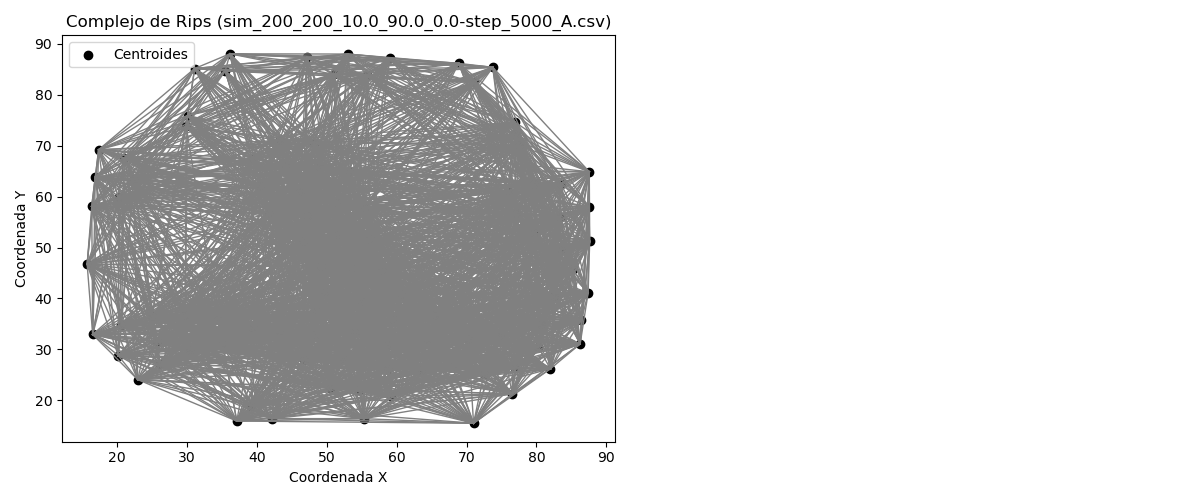 Complejo de Rips (sim_200_200_10.0_90.0_0.0-step_5000_A.csv)
Centroides
Coordenada Y
90
80
70
60
50
40
30
20
20 30 40 50 60 70 80 90
Coordenada X